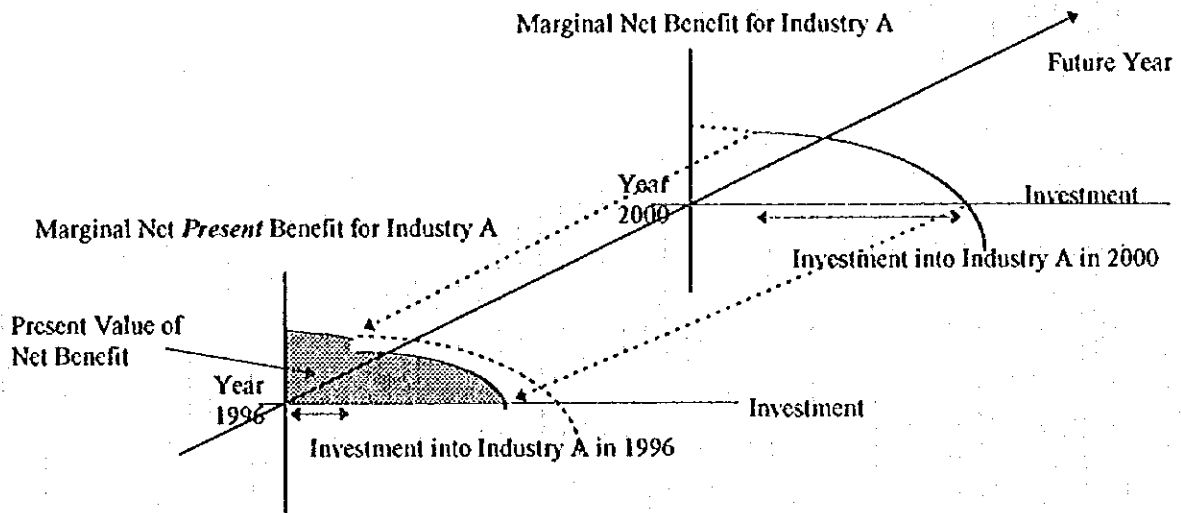 Marginal Net Benefit for Industry A
Future Year
Year
2000
Investment
Marginal Net Present Benefit for Industry A
Investment into Industry A in 2000
Present Value of
Net Benefit
Year
1996
Investment
Investment into Industry A in 1996